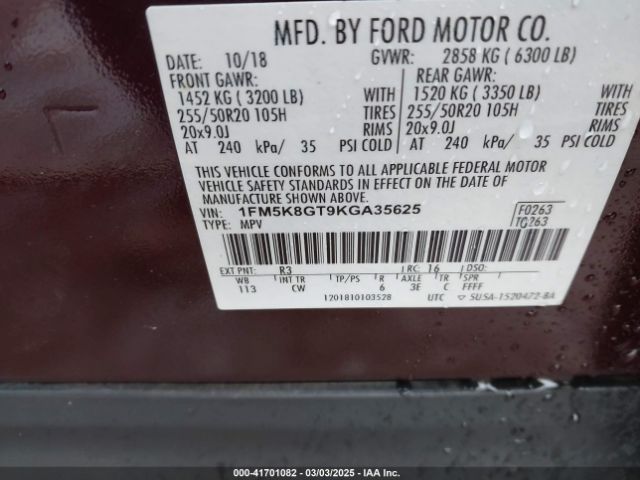 MFD. BY FORD MOTOR CO.
DATE: 10/18 GVWR: 2858 KG ( 6300 LB)
FRONT GAWR: REAR GAWR:
1452 KG ( 3200 LB) WITH 1520 KG ( 3350 LB) WITH
255/50R20 105H TIRES 255/50R20 105H TIRES
20x9.0J RIMS 20x9.0J RIMS
AT 240 kPa/ 35 PSI COLD AT 240 kPa/ 35 PSI COLD
THIS VEHICLE CONFORMS TO ALL APPLICABLE FEDERAL MOTOR
VEHICLE SAFETY STANDARDS IN EFFECT ON THE DATE OF
MANUFACTURE SHOWN ABOVE.
VIN: 1FM5K8GT9KGA35625 F0263
TYPE: MPV T0263
EXT PNT: R3 RC: 16 DSO:
WB INT TR TP/PS R AXLE TR SPR
113 CW 6 3E C FFFF
1201810103528 UTC ▽ SU5A-1520472-BA
000-41701082 / 03/03/2025 - IAAI.com